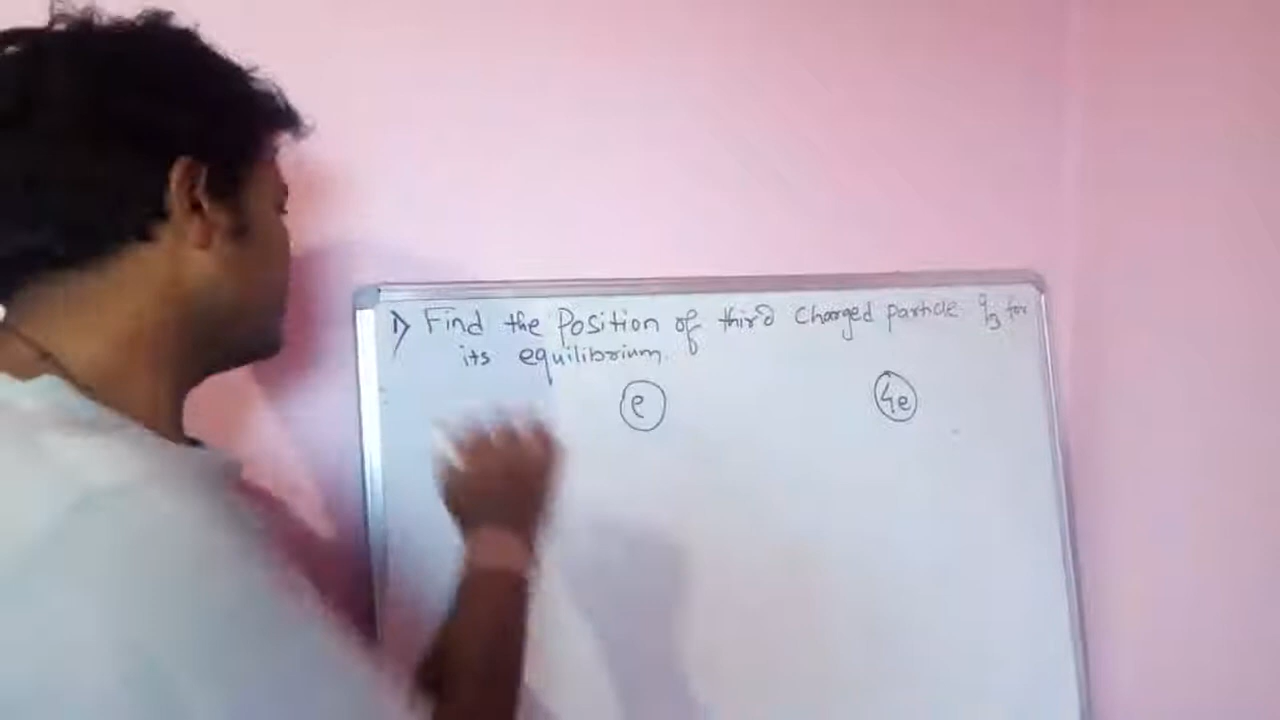 1) Find the Position of third charged particle q3 for
its equilibrium.
e 4e